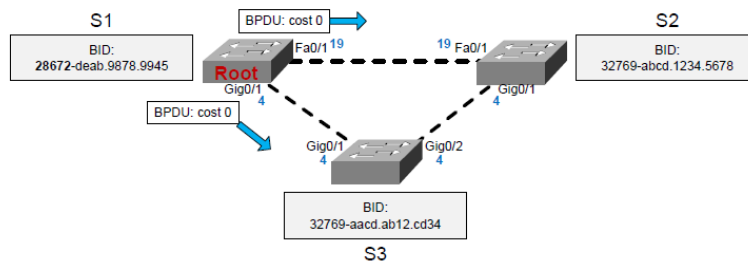 S1
S2
BPDU: cost 0
BID:
28672-deab.9878.9945
Fa0/1 19
19 Fa0/1
BID:
32769-abcd.1234.5678
Root
Gig0/1
4
Gig0/1
4
BPDU: cost 0
Gig0/1
4
Gig0/2
4
BID:
32769-aacd.ab12.cd34
S3